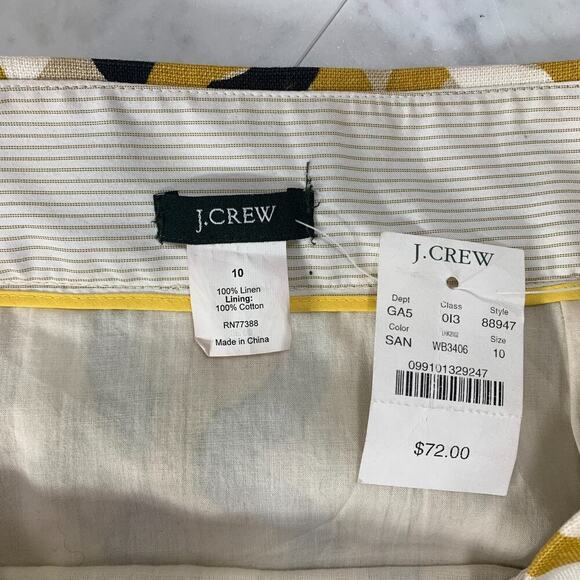 J.CREW
10
100% Linen
Lining:
100% Cotton
RN77388
Made in China
J.CREW
Dept Class Style
GA5 0I3 88947
Color Size
SAN WB3406 10
099101329247
$72.00